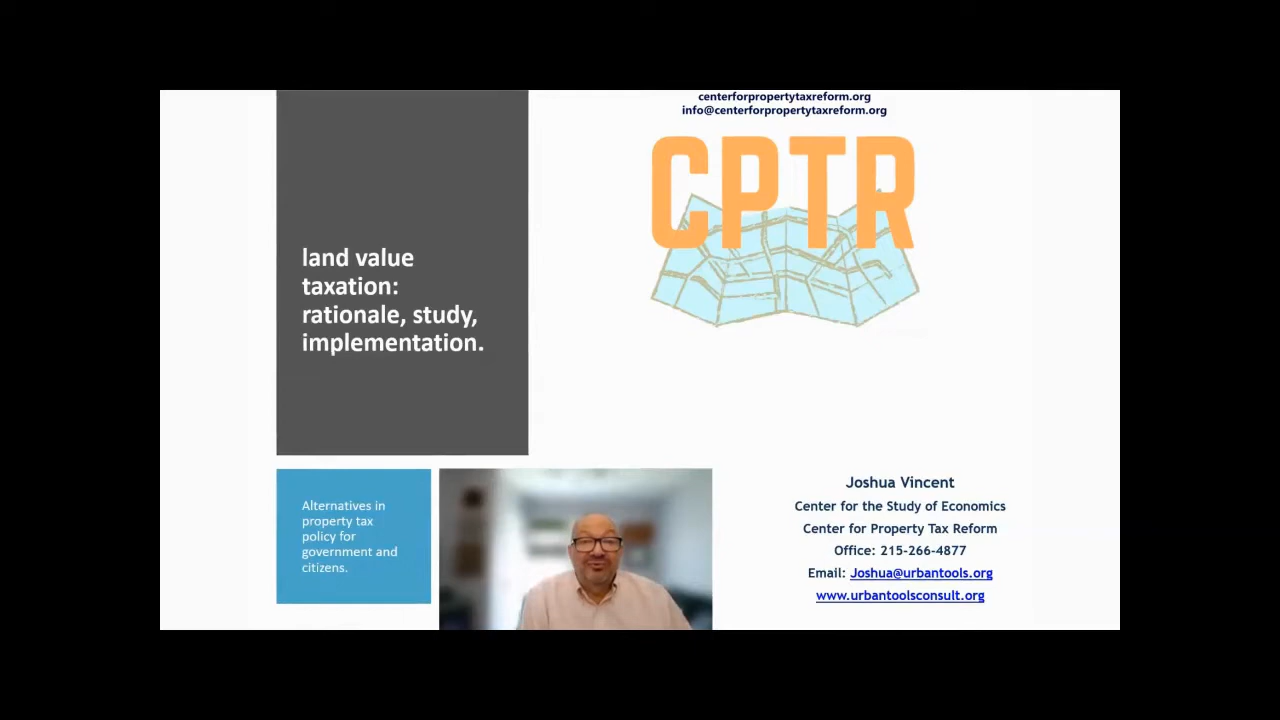 centerforpropertytaxreform.org
info@centerforpropertytaxreform.org
CPTR
land value
taxation:
rationale, study,
implementation.
Alternatives in
property tax
policy for
government and
citizens.
Joshua Vincent
Center for the Study of Economics
Center for Property Tax Reform
Office: 215-266-4877
Email: Joshua@urbantools.org
www.urbantoolsconsult.org